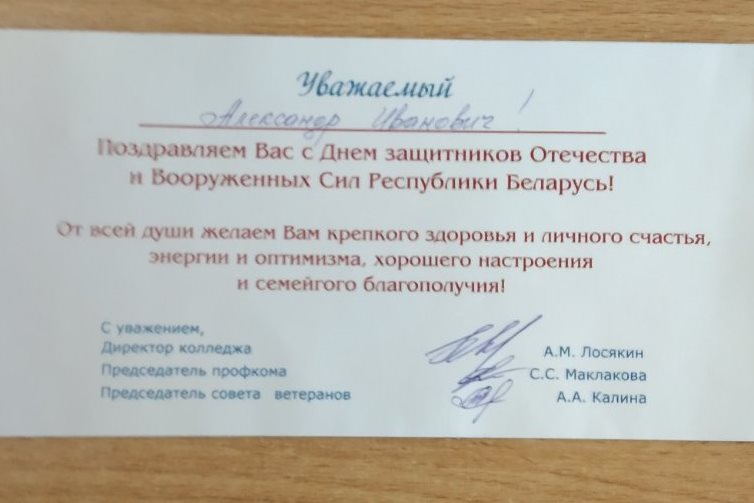 Уважаемый
Александр Иванович!
Поздравляем Вас с Днем защитников Отечества
и Вооруженных Сил Республики Беларусь!
От всей души желаем Вам крепкого здоровья и личного счастья,
энергии и оптимизма, хорошего настроения
и семейгого благополучия!
С уважением,
Директор колледжа А.М. Лосякин
Председатель профкома С.С. Маклакова
Председатель совета ветеранов А.А. Калина